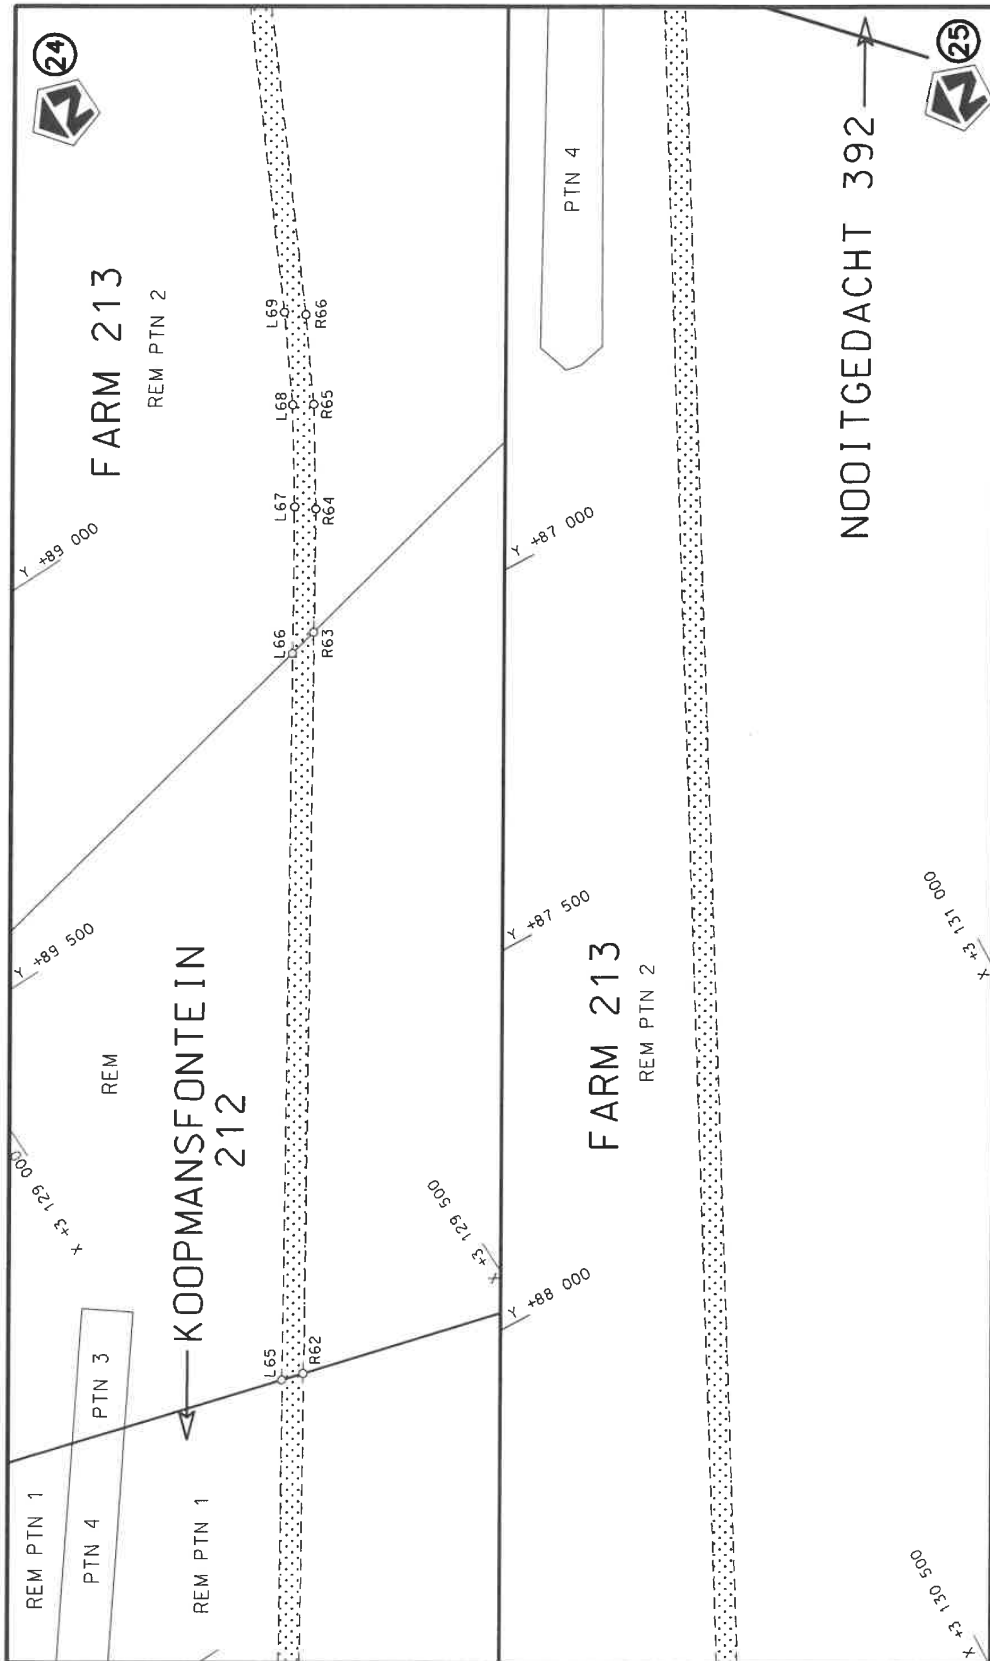 24
N
FARM 213
REM PTN 2
L69
R66
L68
R65
L67
R64
L66
R63
Y +89 000
Y +89 500
REM
X +3 129 000
KOOPMANSFONTEIN
212
X +3 129 500
L65
R62
PTN 3
REM PTN 1
PTN 4
REM PTN 1
25
N
NOOITGEDACHT 392
PTN 4
Y +87 000
Y +87 500
FARM 213
REM PTN 2
X +3 131 000
Y +88 000
X +3 130 500